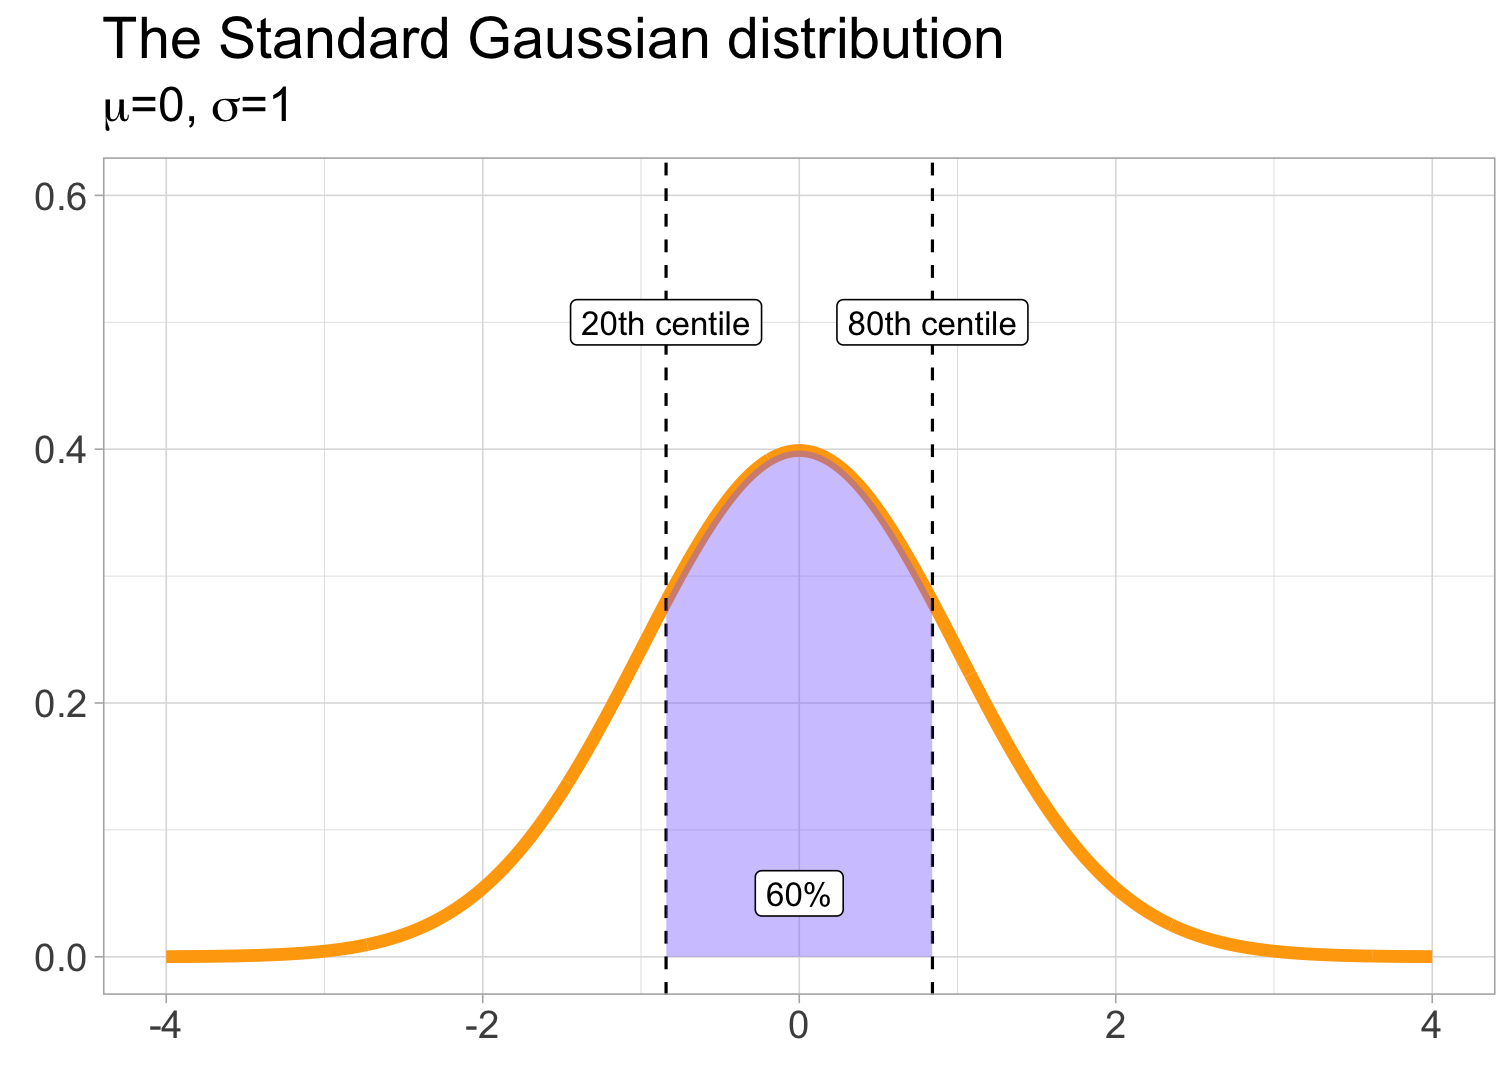 The Standard Gaussian distribution
μ=0, σ=1
0.6
20th centile 80th centile
0.4
0.2
60%
0.0
-4 -2 0 2 4